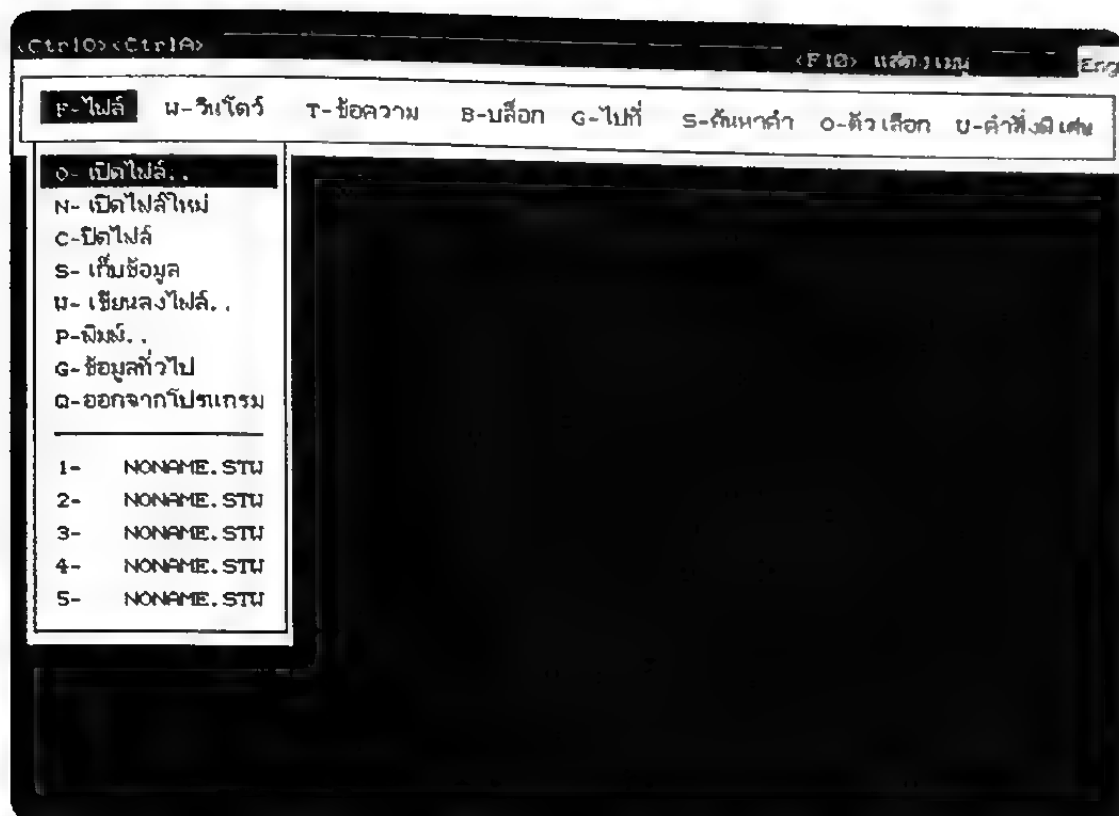 <CtrlO><CtrlA> <F10> แสดงเมนู Eng
F-ไฟล์ W-วินโดว์ T-ข้อความ B-บล็อก G-ไปที่ S-ค้นหาคำ O-ตัวเลือก U-คำสั่งพิเศษ
O- เปิดไฟล์..
N- เปิดไฟล์ใหม่
C-ปิดไฟล์
S- เก็บข้อมูล
W- เขียนลงไฟล์..
P-พิมพ์..
G-ข้อมูลทั่วไป
Q-ออกจากโปรแกรม
1- NONAME.STW
2- NONAME.STW
3- NONAME.STW
4- NONAME.STW
5- NONAME.STW